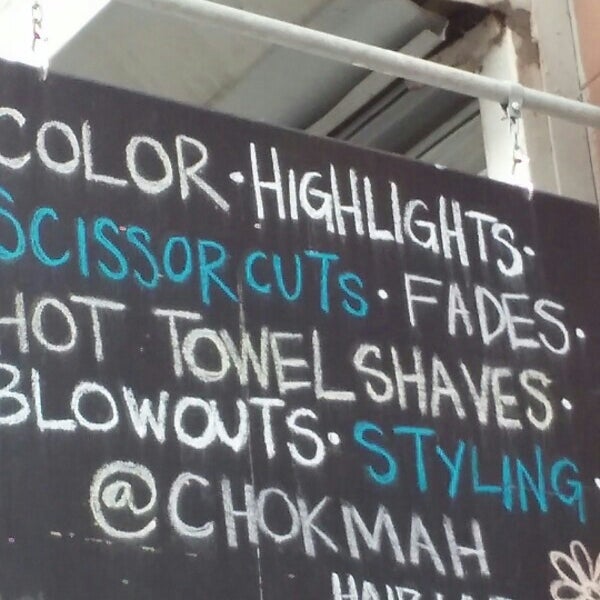 COLOR · HIGHLIGHTS ·
SCISSOR CUTS · FADES ·
HOT TOWEL SHAVES ·
BLOWOUTS · STYLING ·
@CHOKMAH